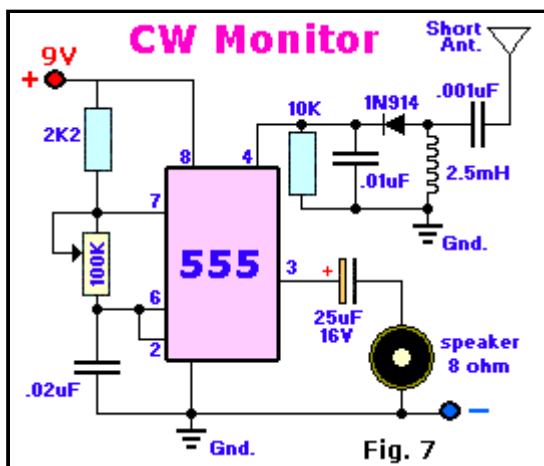 CW Monitor
Short
Ant.
+ 9V
.001uF
1N914
10K
2K2
8
4
.01uF
2.5mH
7
Gnd.
100K
555
3
+
6
25uF
16V
2
speaker
8 ohm
.02uF
−
Gnd.
Fig. 7